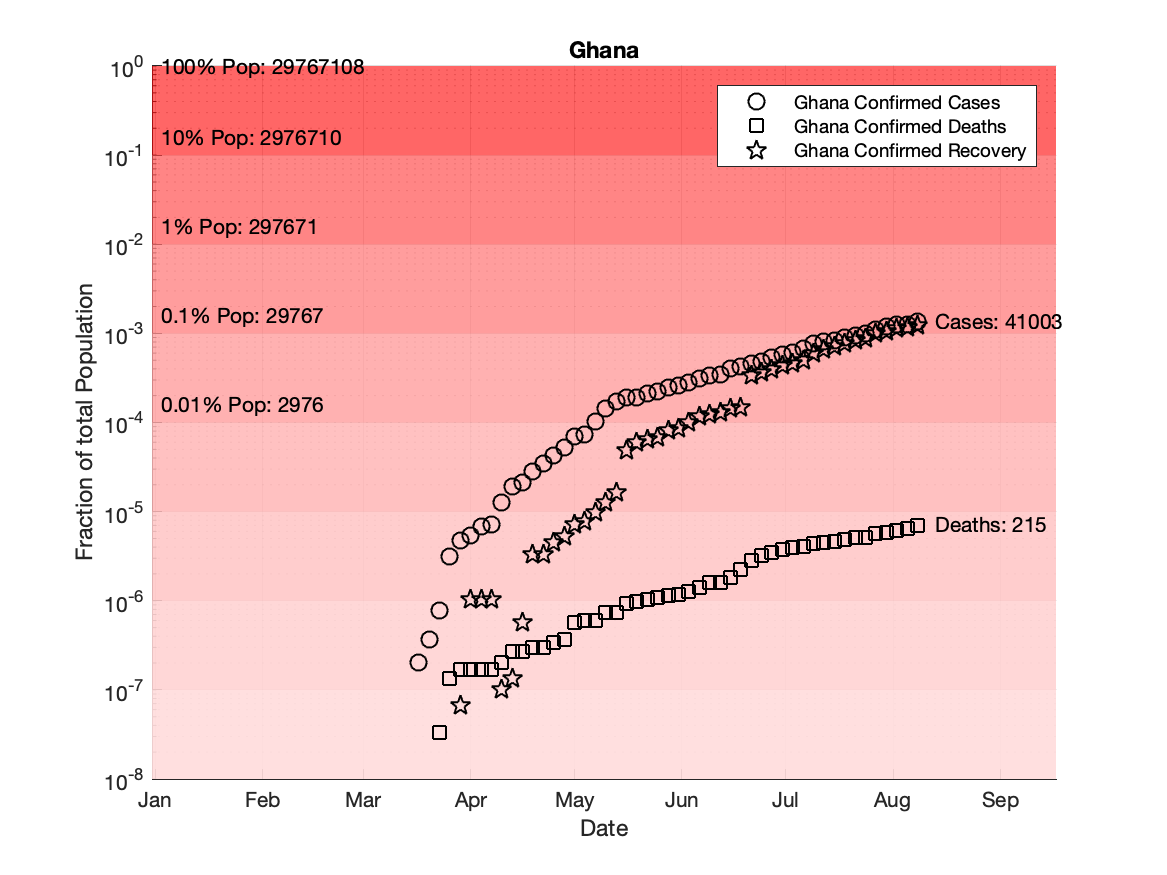 Ghana
10^0
100% Pop: 29767108
Ghana Confirmed Cases
Ghana Confirmed Deaths
Ghana Confirmed Recovery
10% Pop: 2976710
10^-1
1% Pop: 297671
10^-2
0.1% Pop: 29767
Cases: 41003
10^-3
0.01% Pop: 2976
10^-4
10^-5
Deaths: 215
10^-6
10^-7
10^-8
Fraction of total Population
Jan Feb Mar Apr May Jun Jul Aug Sep
Date